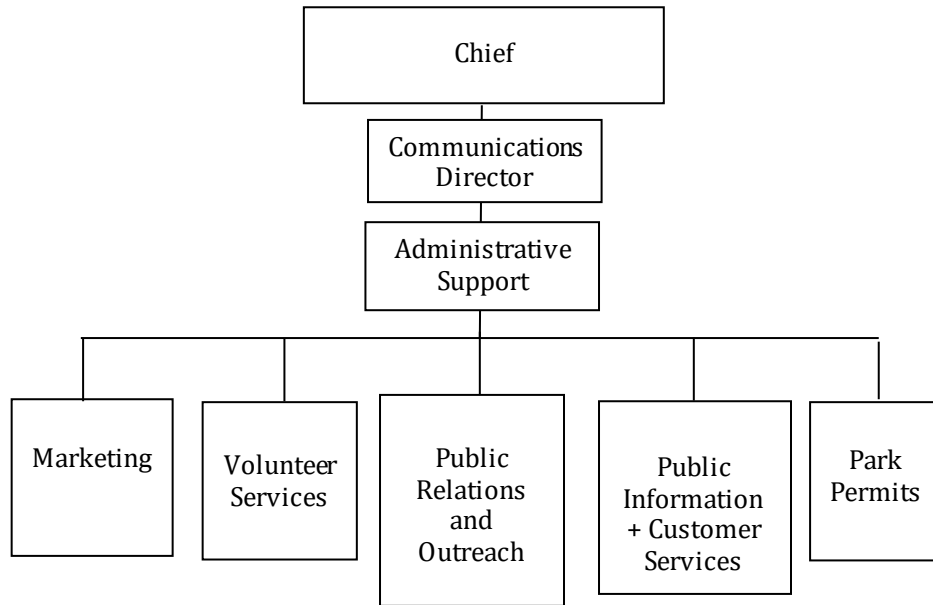 Chief
Communications
Director
Administrative
Support
Marketing
Volunteer
Services
Public
Relations
and
Outreach
Public
Information
+ Customer
Services
Park
Permits